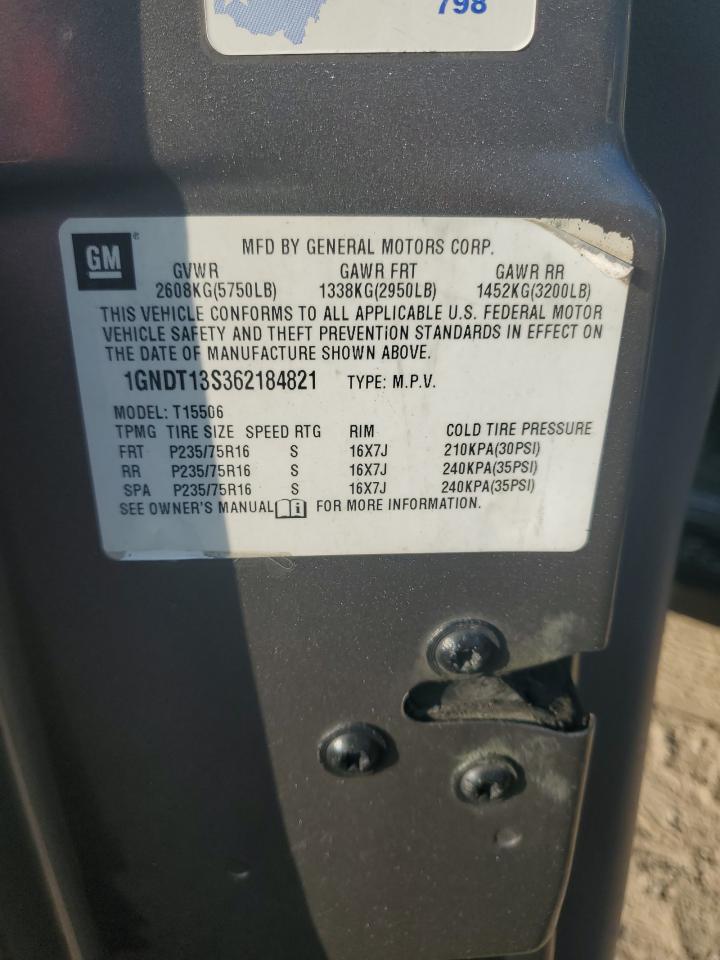 798
GM
®
MFD BY GENERAL MOTORS CORP.
GVWR GAWR FRT GAWR RR
2608KG(5750LB) 1338KG(2950LB) 1452KG(3200LB)
THIS VEHICLE CONFORMS TO ALL APPLICABLE U.S. FEDERAL MOTOR
VEHICLE SAFETY AND THEFT PREVENTION STANDARDS IN EFFECT ON
THE DATE OF MANUFACTURE SHOWN ABOVE.
1GNDT13S362184821 TYPE: M.P.V.
MODEL: T15506
TPMG TIRE SIZE SPEED RTG RIM COLD TIRE PRESSURE
FRT P235/75R16 S 16X7J 210KPA(30PSI)
RR P235/75R16 S 16X7J 240KPA(35PSI)
SPA P235/75R16 S 16X7J 240KPA(35PSI)
SEE OWNER'S MANUAL i FOR MORE INFORMATION.